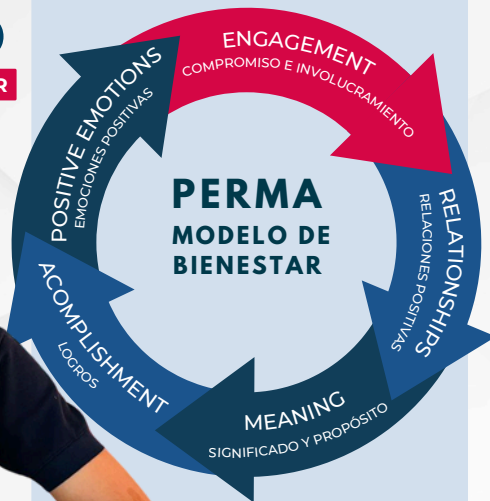 R
PERMA
MODELO DE
BIENESTAR
POSITIVE EMOTIONS
EMOCIONES POSITIVAS
ENGAGEMENT
COMPROMISO E INVOLUCRAMIENTO
RELATIONSHIPS
RELACIONES POSITIVAS
MEANING
SIGNIFICADO Y PROPÓSITO
ACOMPLISHMENT
LOGROS